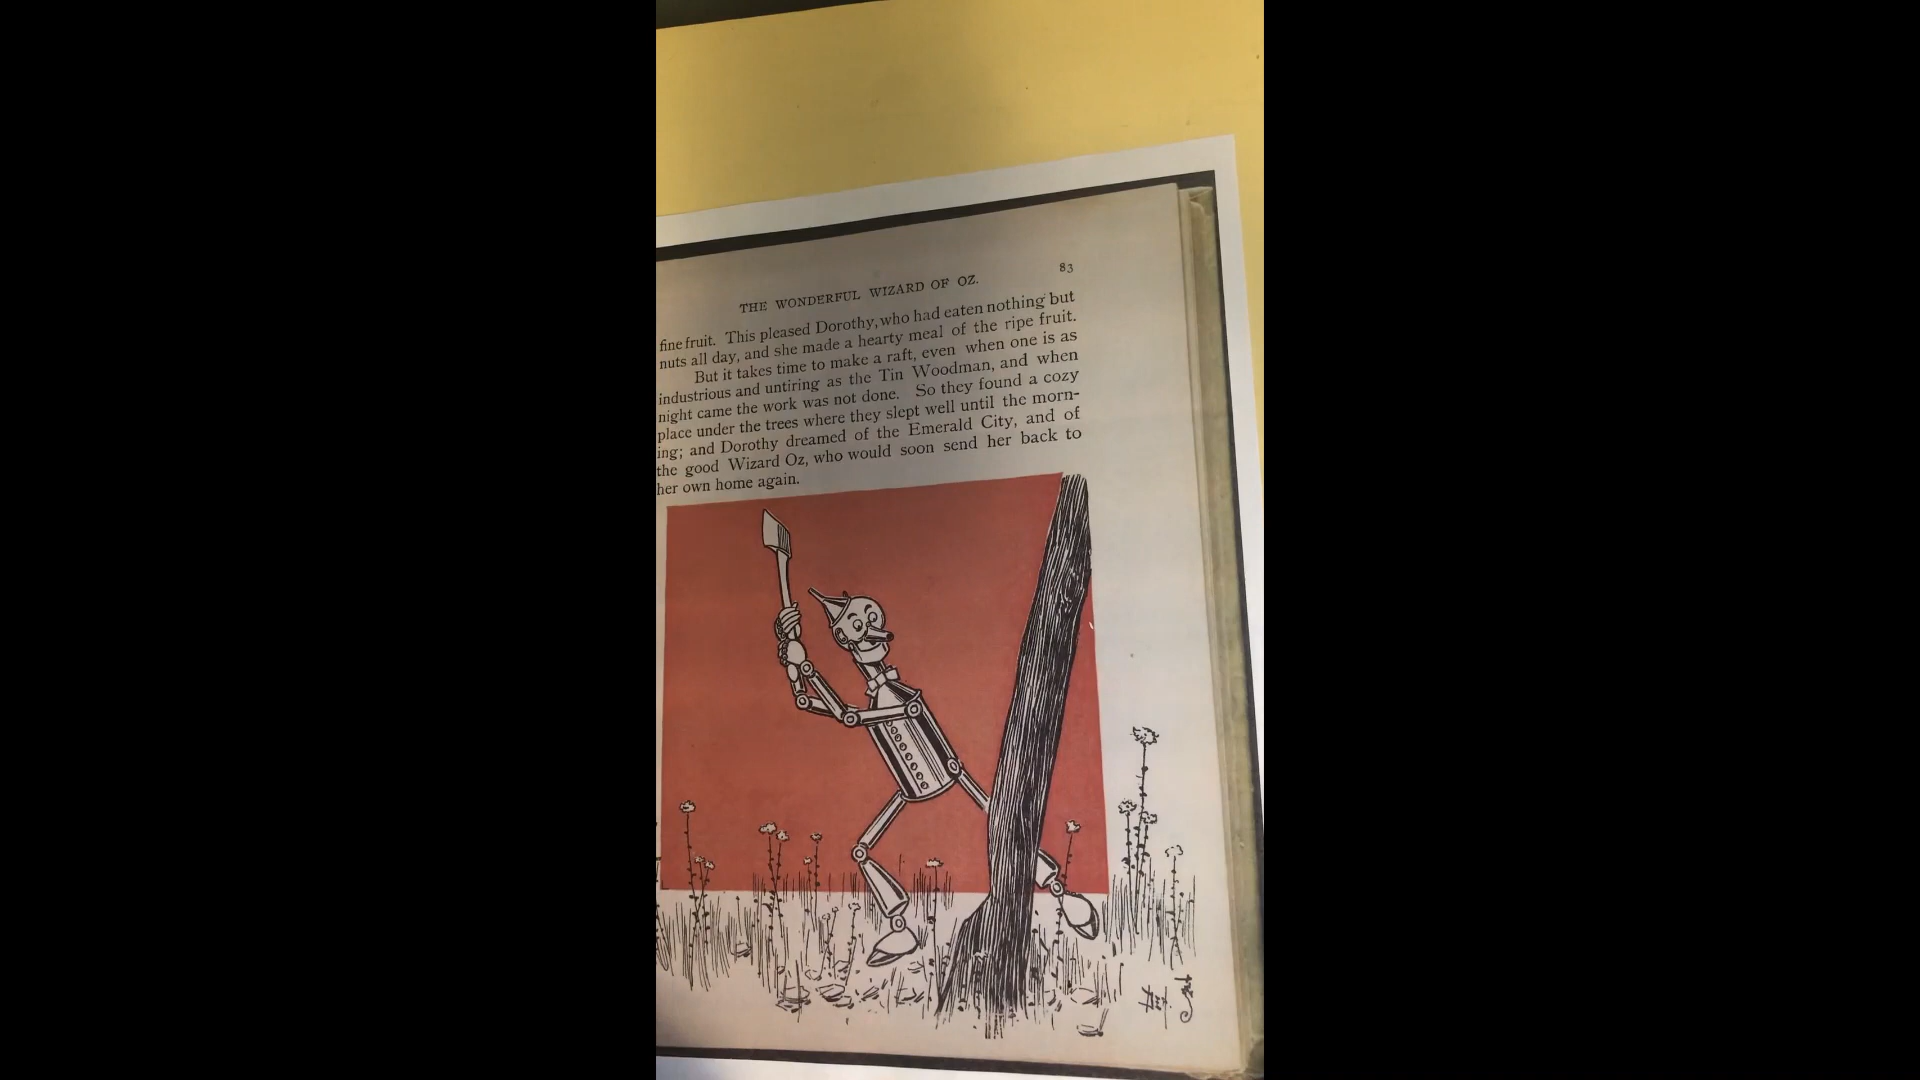 83
THE WONDERFUL WIZARD OF OZ.
fine fruit. This pleased Dorothy, who had eaten nothing but
nuts all day, and she made a hearty meal of the ripe fruit.
But it takes time to make a raft, even when one is as
industrious and untiring as the Tin Woodman, and when
night came the work was not done. So they found a cozy
place under the trees where they slept well until the morn-
ing; and Dorothy dreamed of the Emerald City, and of
the good Wizard Oz, who would soon send her back to
her own home again.